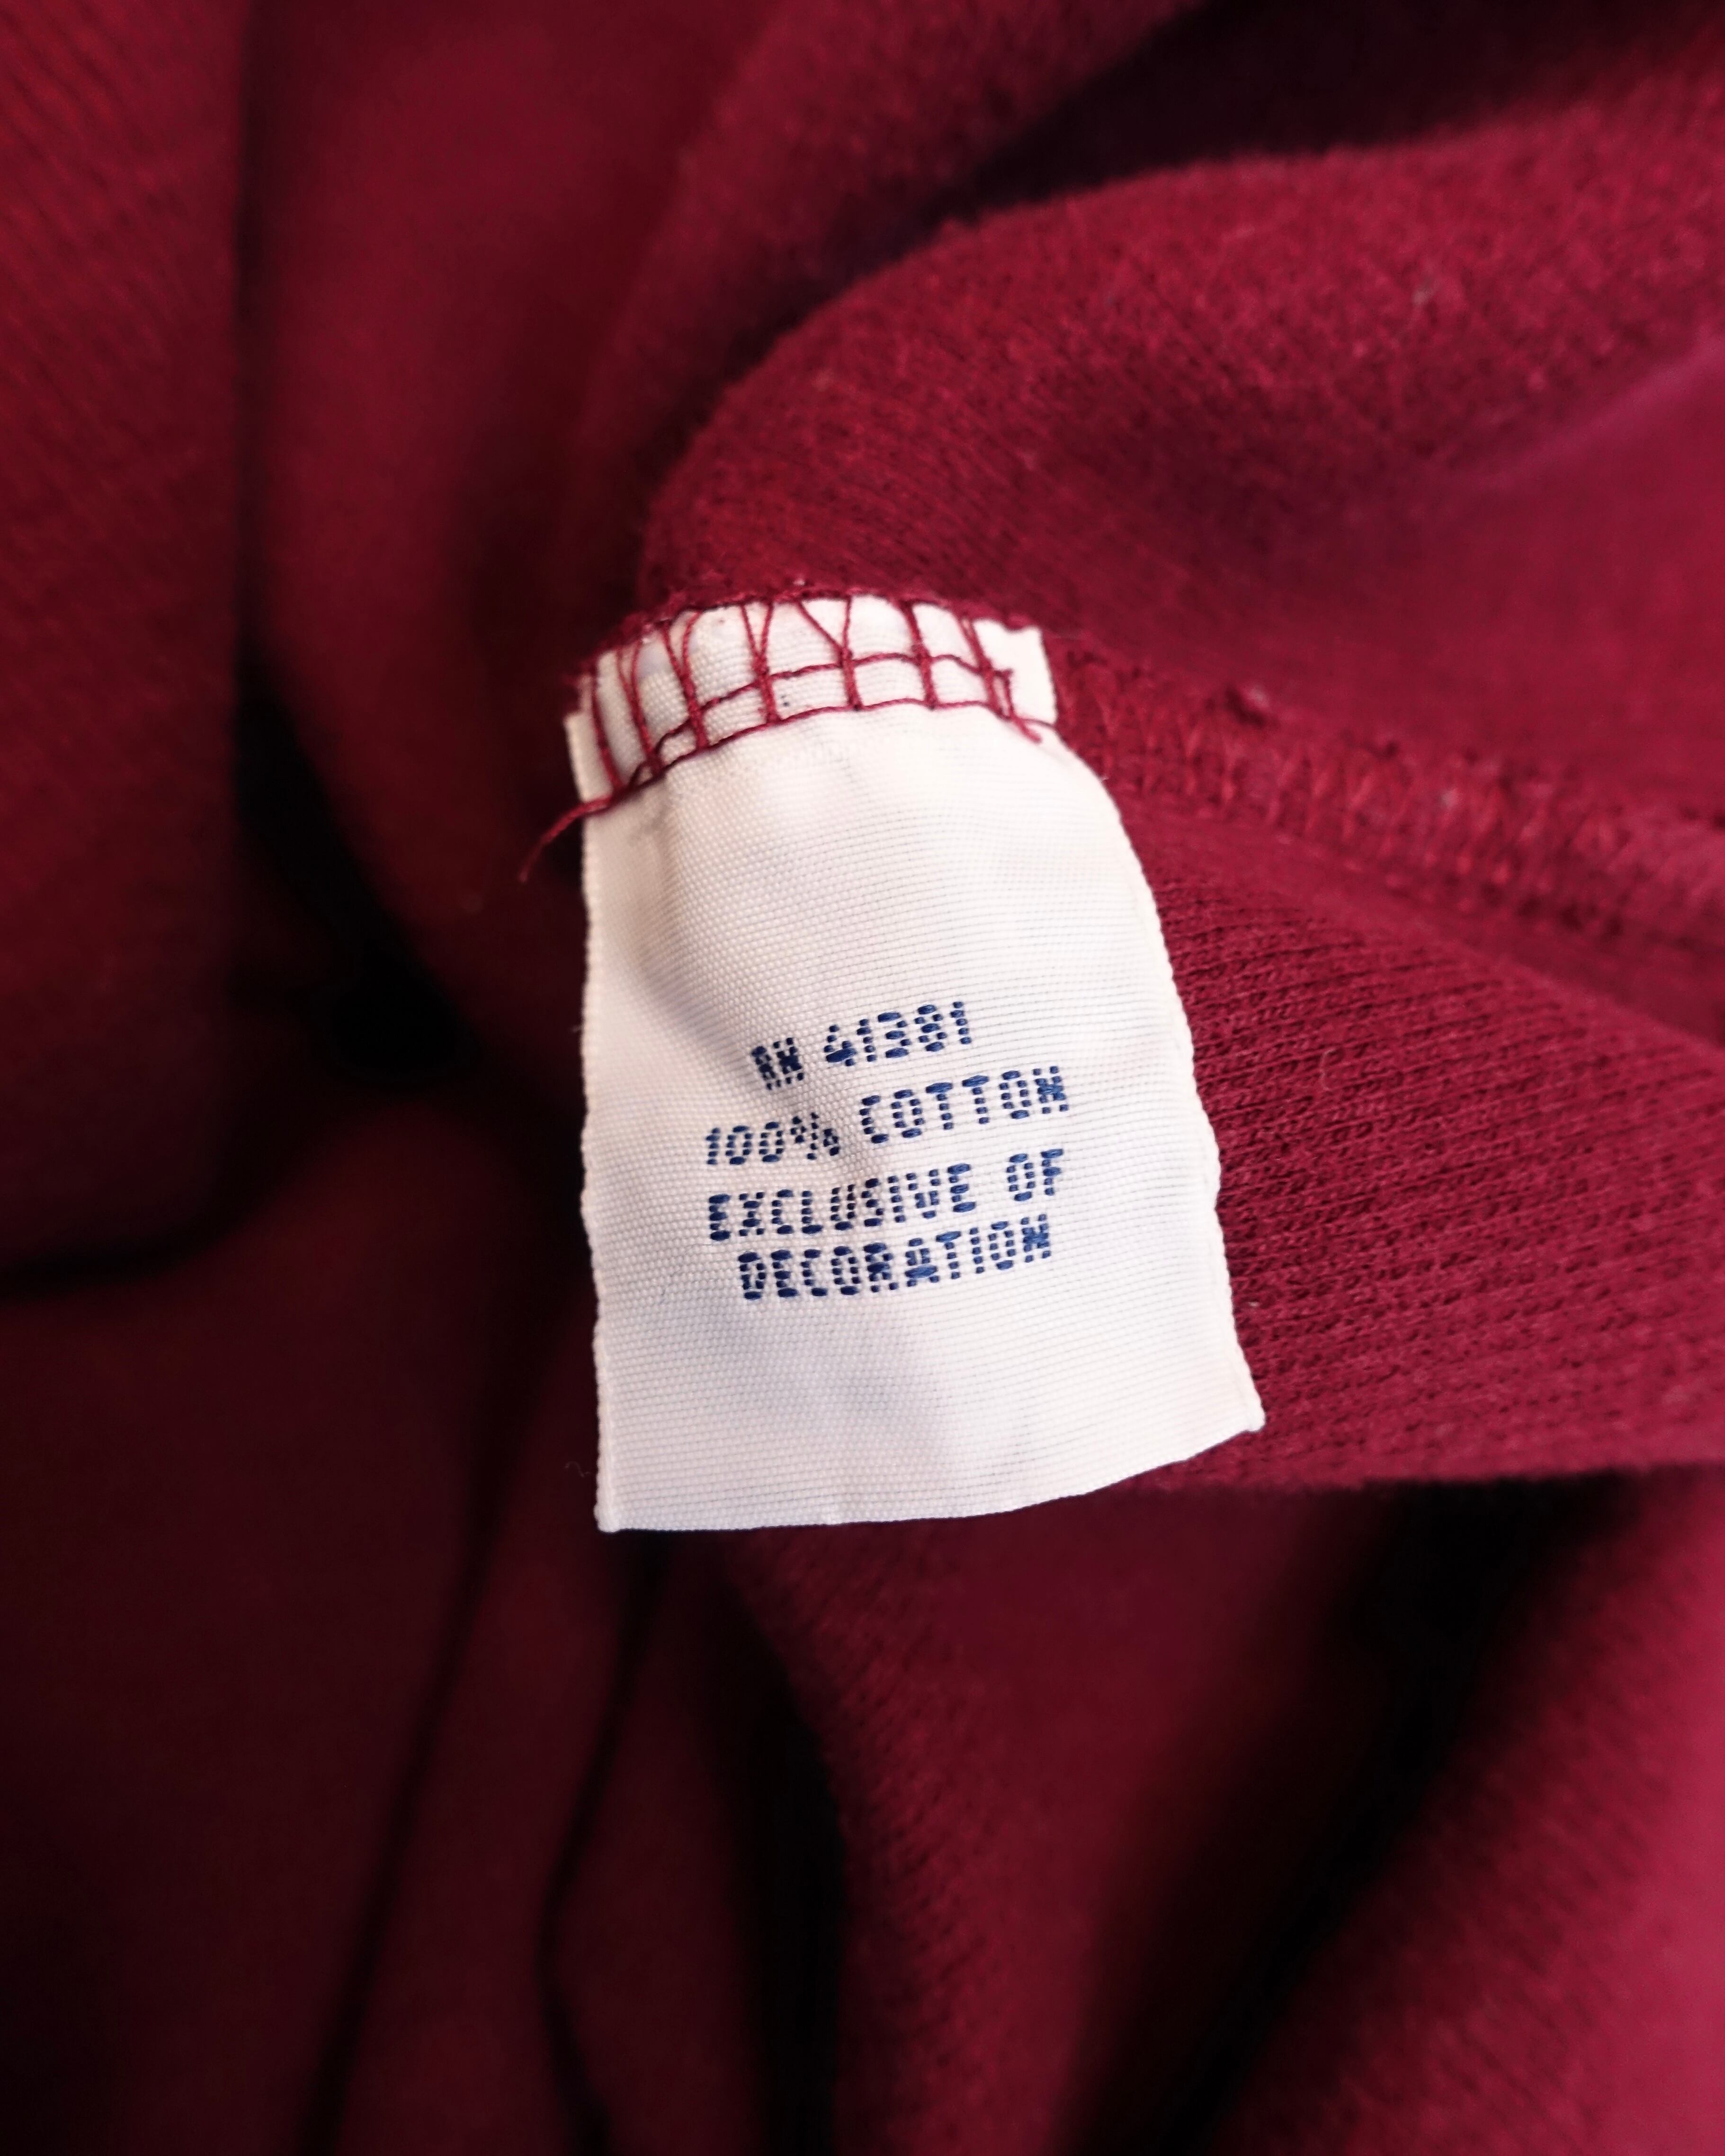 RN 41381
100% COTTON
EXCLUSIVE OF
DECORATION